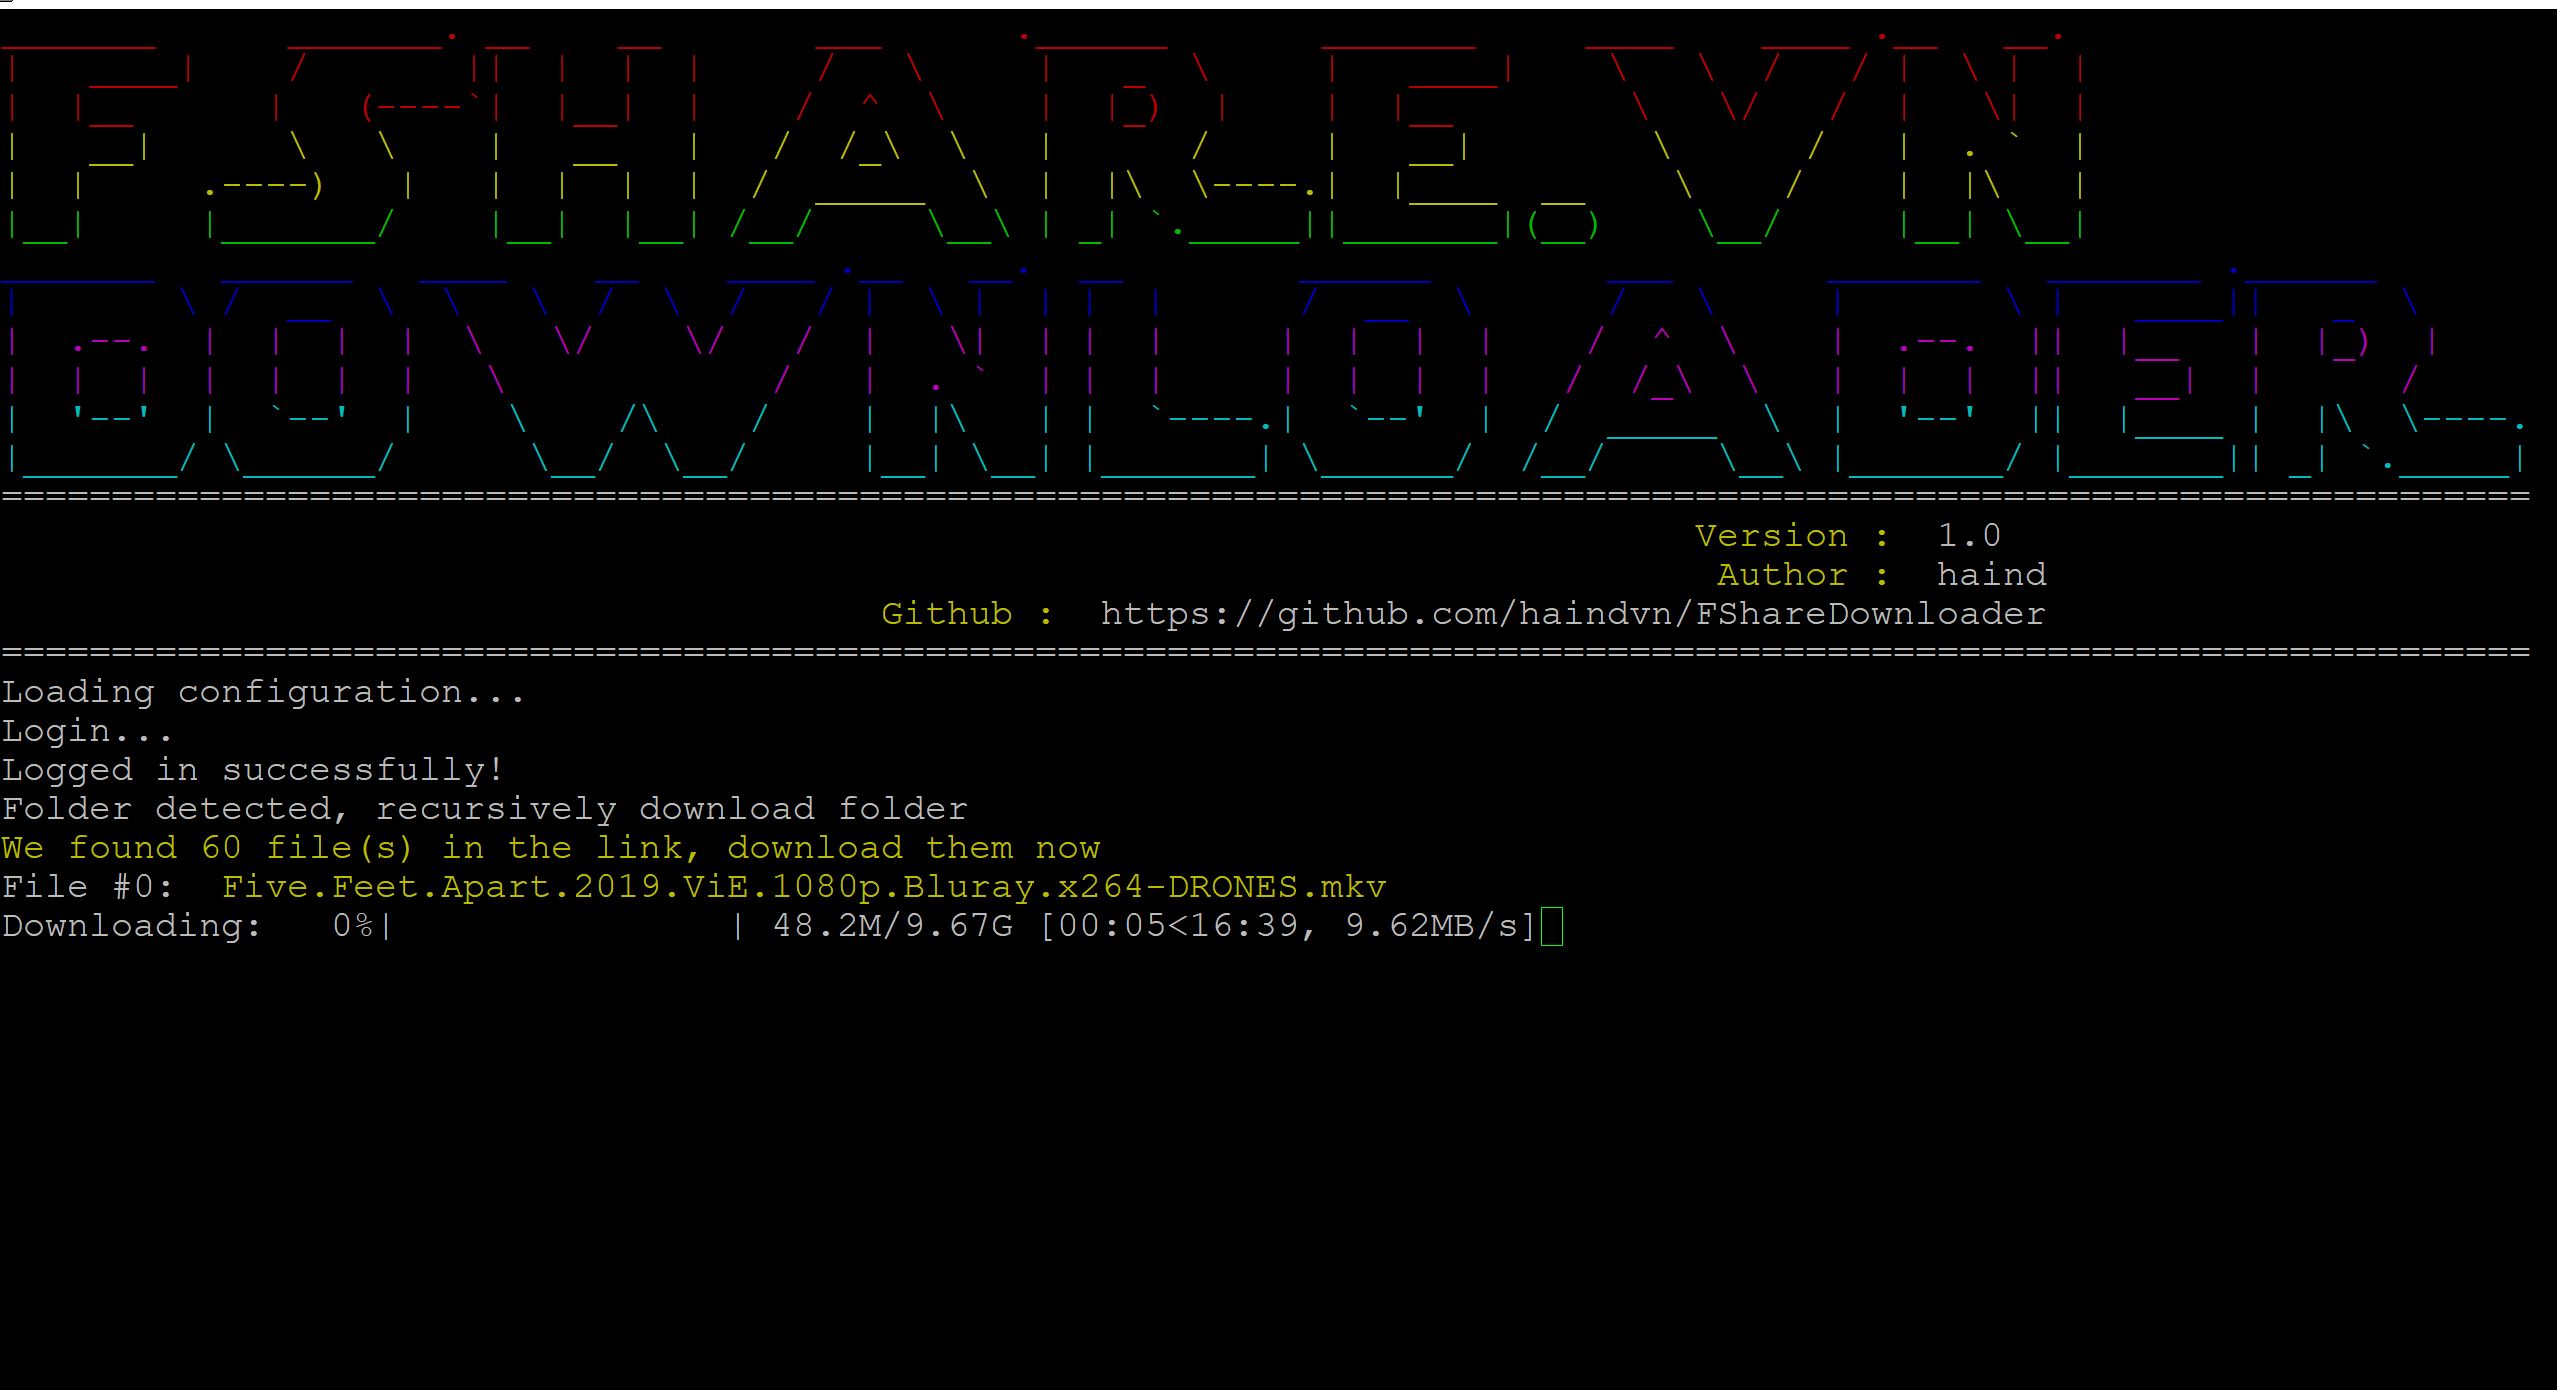 FSHARE.VN
DOWNLOADER
Version : 1.0
Author : haind
Github : https://github.com/haindvn/FShareDownloader
Loading configuration...
Login...
Logged in successfully!
Folder detected, recursively download folder
We found 60 file(s) in the link, download them now
File #0: Five.Feet.Apart.2019.ViE.1080p.Bluray.x264-DRONES.mkv
Downloading: 0%| | 48.2M/9.67G [00:05<16:39, 9.62MB/s]